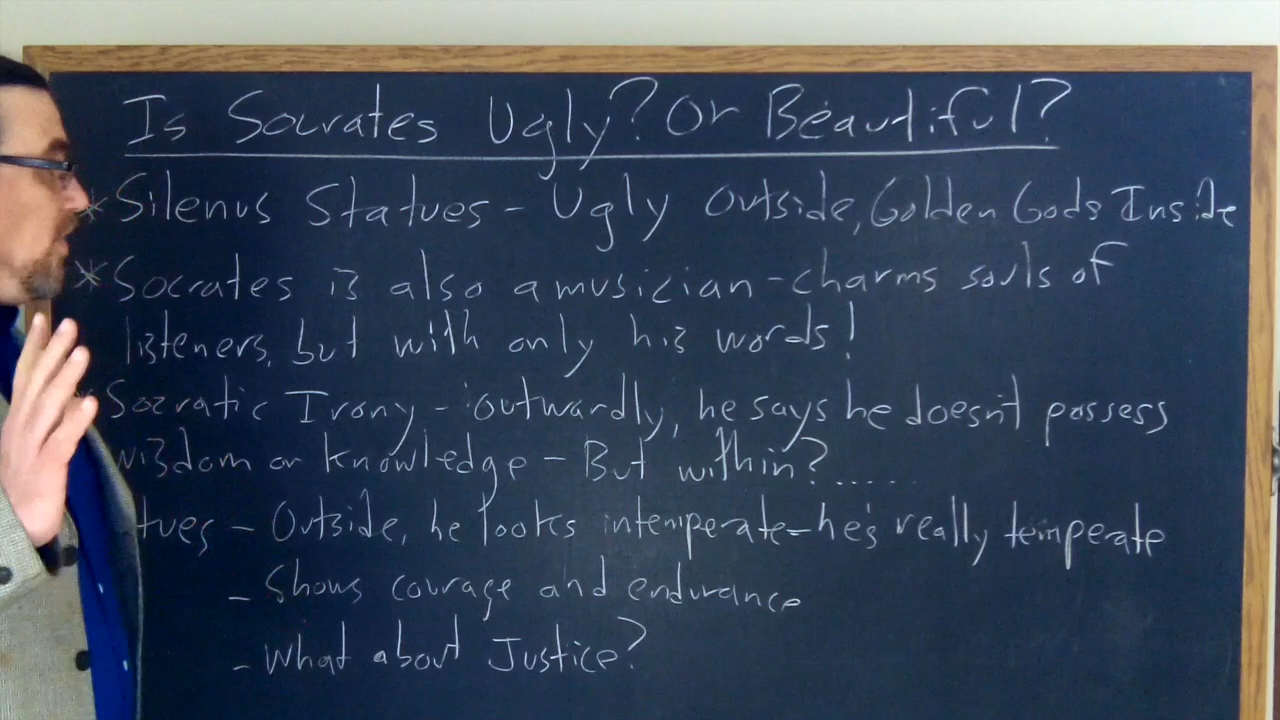 Is Socrates Ugly? Or Beautiful?
* Silenus Statues - Ugly Outside, Golden Gods Inside
* Socrates is also a musician - charms souls of
listeners, but with only his words!
Socratic Irony - outwardly, he says he doesn't possess
wisdom or knowledge - But within?......
tues - Outside, he looks intemperate - he's really temperate
- Shows courage and endurance
- What about Justice?